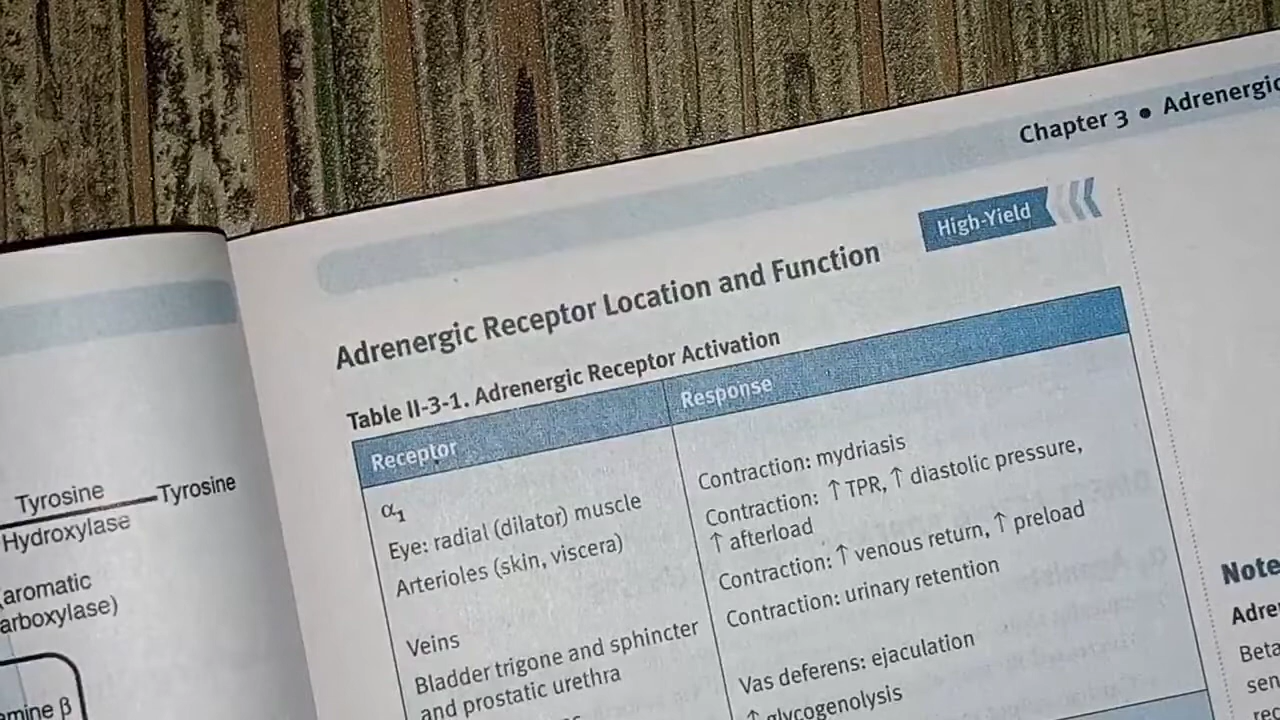 Chapter 3 • Adrenergic
High-Yield
Adrenergic Receptor Location and Function
Table II-3-1. Adrenergic Receptor Activation
Receptor
Response
α1
Eye: radial (dilator) muscle
Contraction: mydriasis
Arterioles (skin, viscera)
Contraction: ↑ TPR, ↑ diastolic pressure,
↑ afterload
Veins
Contraction: ↑ venous return, ↑ preload
Bladder trigone and sphincter
and prostatic urethra
Contraction: urinary retention
Vas deferens: ejaculation
↑ glycogenolysis
Tyrosine
Tyrosine
Hydroxylase
aromatic
arboxylase)
mine β
Note
Adre
Beta
sen
rec